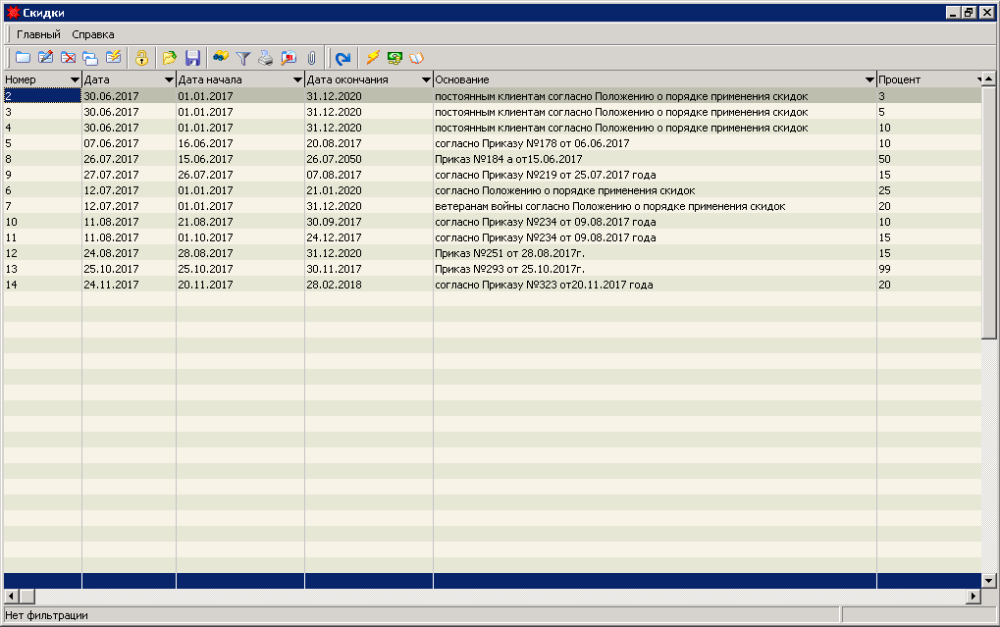 Скидки
Главный Справка
Номер Дата Дата начала Дата окончания Основание Процент
2 30.06.2017 01.01.2017 31.12.2020 постоянным клиентам согласно Положению о порядке применения скидок 3
3 30.06.2017 01.01.2017 31.12.2020 постоянным клиентам согласно Положению о порядке применения скидок 5
4 30.06.2017 01.01.2017 31.12.2020 постоянным клиентам согласно Положению о порядке применения скидок 10
5 07.06.2017 16.06.2017 20.08.2017 согласно Приказу №178 от 06.06.2017 10
8 26.07.2017 15.06.2017 26.07.2050 Приказ №184 а от15.06.2017 50
9 27.07.2017 26.07.2017 07.08.2017 согласно Приказу №219 от 25.07.2017 года 15
6 12.07.2017 01.01.2017 21.01.2020 согласно Положению о порядке применения скидок 25
7 12.07.2017 01.01.2017 31.12.2020 ветеранам войны согласно Положению о порядке применения скидок 20
10 11.08.2017 21.08.2017 30.09.2017 согласно Приказу №234 от 09.08.2017 года 10
11 11.08.2017 01.10.2017 24.12.2017 согласно Приказу №234 от 09.08.2017 года 15
12 24.08.2017 28.08.2017 31.12.2020 Приказ №251 от 28.08.2017г. 15
13 25.10.2017 25.10.2017 30.11.2017 Приказ №293 от 25.10.2017г. 99
14 24.11.2017 20.11.2017 28.02.2018 согласно Приказу №323 от20.11.2017 года 20
Нет фильтрации